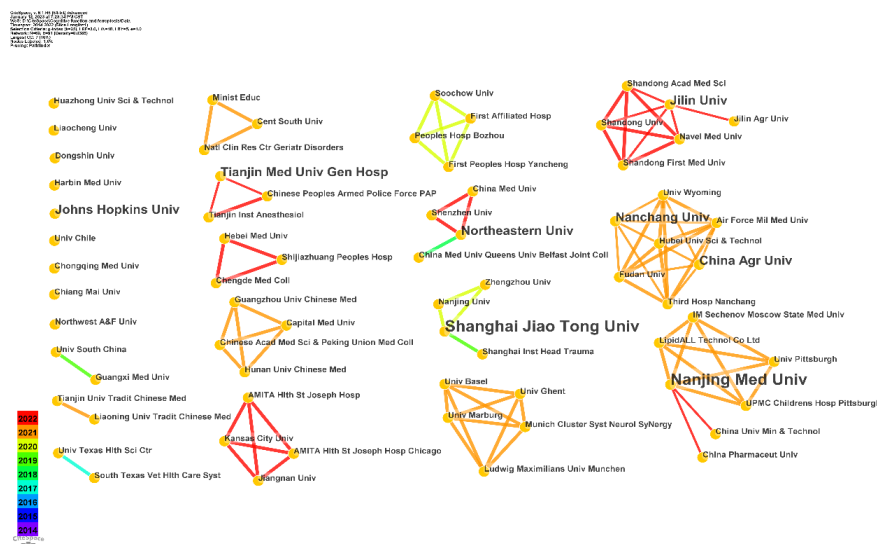 Huazhong Univ Sci & Technol
Liaocheng Univ
Dongshin Univ
Harbin Med Univ
Johns Hopkins Univ
Univ Chile
Chongqing Med Univ
Chiang Mai Univ
Northwest A&F Univ
Univ South China
Guangxi Med Univ
Tianjin Univ Tradit Chinese Med
Liaoning Univ Tradit Chinese Med
Univ Texas Hlth Sci Ctr
South Texas Vet Hlth Care Syst
Minist Educ
Cent South Univ
Natl Clin Res Ctr Geriatr Disorders
Tianjin Med Univ Gen Hosp
Chinese Peoples Armed Police Force PAP
Tianjin Inst Anesthesiol
Hebei Med Univ
Shijiazhuang Peoples Hosp
Chengde Med Coll
Guangzhou Univ Chinese Med
Capital Med Univ
Chinese Acad Med Sci & Peking Union Med Coll
Hunan Univ Chinese Med
AMITA Hlth St Joseph Hosp
Kansas City Univ
AMITA Hlth St Joseph Hosp Chicago
Jiangnan Univ
Soochow Univ
First Affiliated Hosp
Peoples Hosp Bozhou
First Peoples Hosp Yancheng
China Med Univ
Shenzhen Univ
Northeastern Univ
China Med Univ Queens Univ Belfast Joint Coll
Zhengzhou Univ
Nanjing Univ
Shanghai Jiao Tong Univ
Shanghai Inst Head Trauma
Univ Basel
Univ Ghent
Univ Marburg
Munich Cluster Syst Neurol SyNergy
Ludwig Maximilians Univ Munchen
Shandong Acad Med Sci
Jilin Univ
Jilin Agr Univ
Shandong Univ
Navel Med Univ
Shandong First Med Univ
Univ Wyoming
Nanchang Univ
Air Force Mil Med Univ
Hubei Univ Sci & Technol
China Agr Univ
Fudan Univ
Third Hosp Nanchang
IM Sechenov Moscow State Med Univ
LipidALL Technol Co Ltd
Univ Pittsburgh
Nanjing Med Univ
UPMC Childrens Hosp Pittsburgh
China Univ Min & Technol
China Pharmaceut Univ
2022
2021
2020
2019
2018
2017
2016
2015
2014
CiteSpace